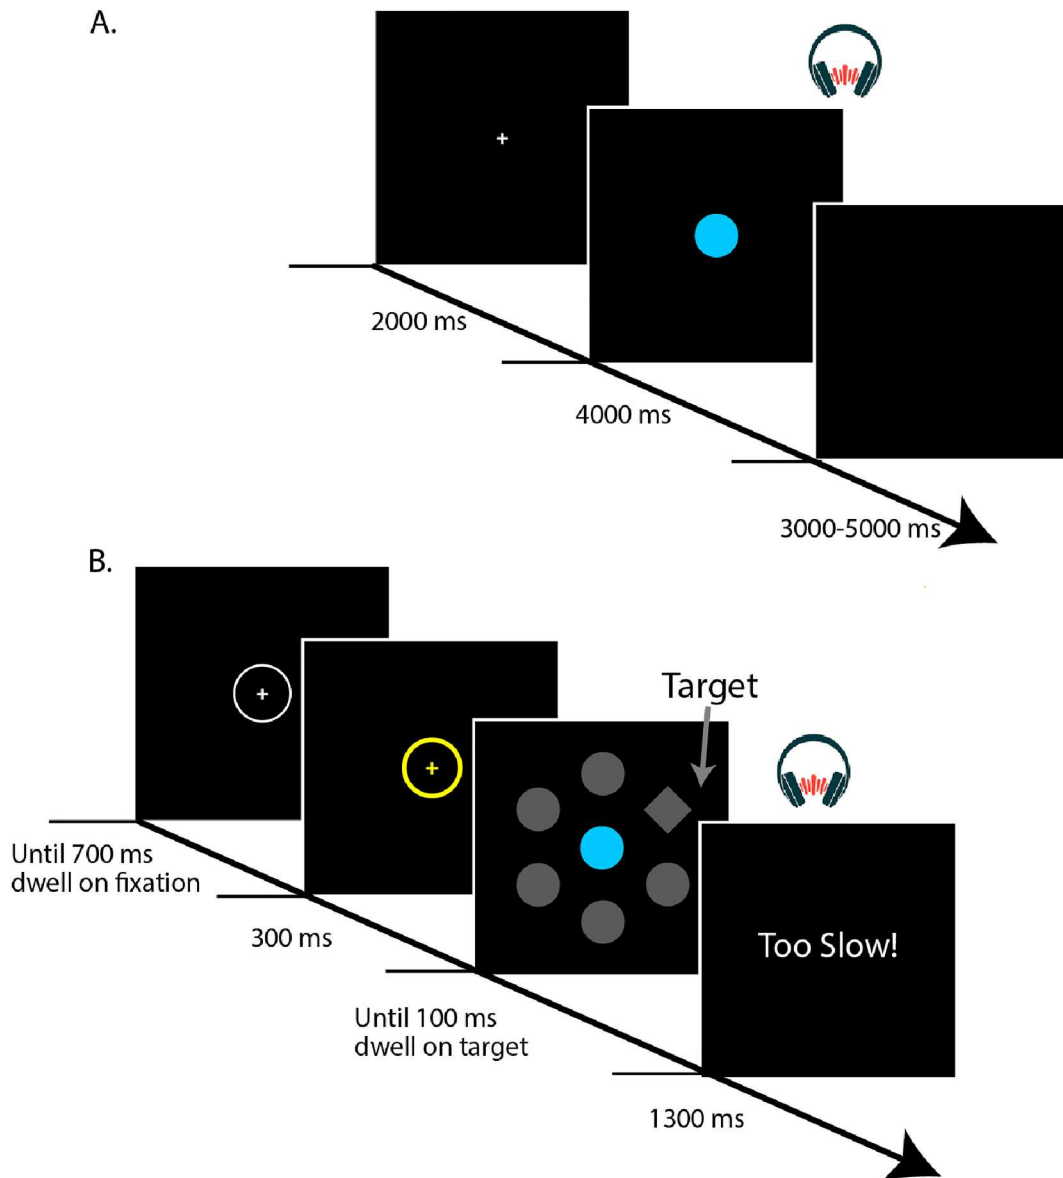 A.
2000 ms
4000 ms
3000-5000 ms
B.
Target
Until 700 ms
dwell on fixation
300 ms
Too Slow!
Until 100 ms
dwell on target
1300 ms